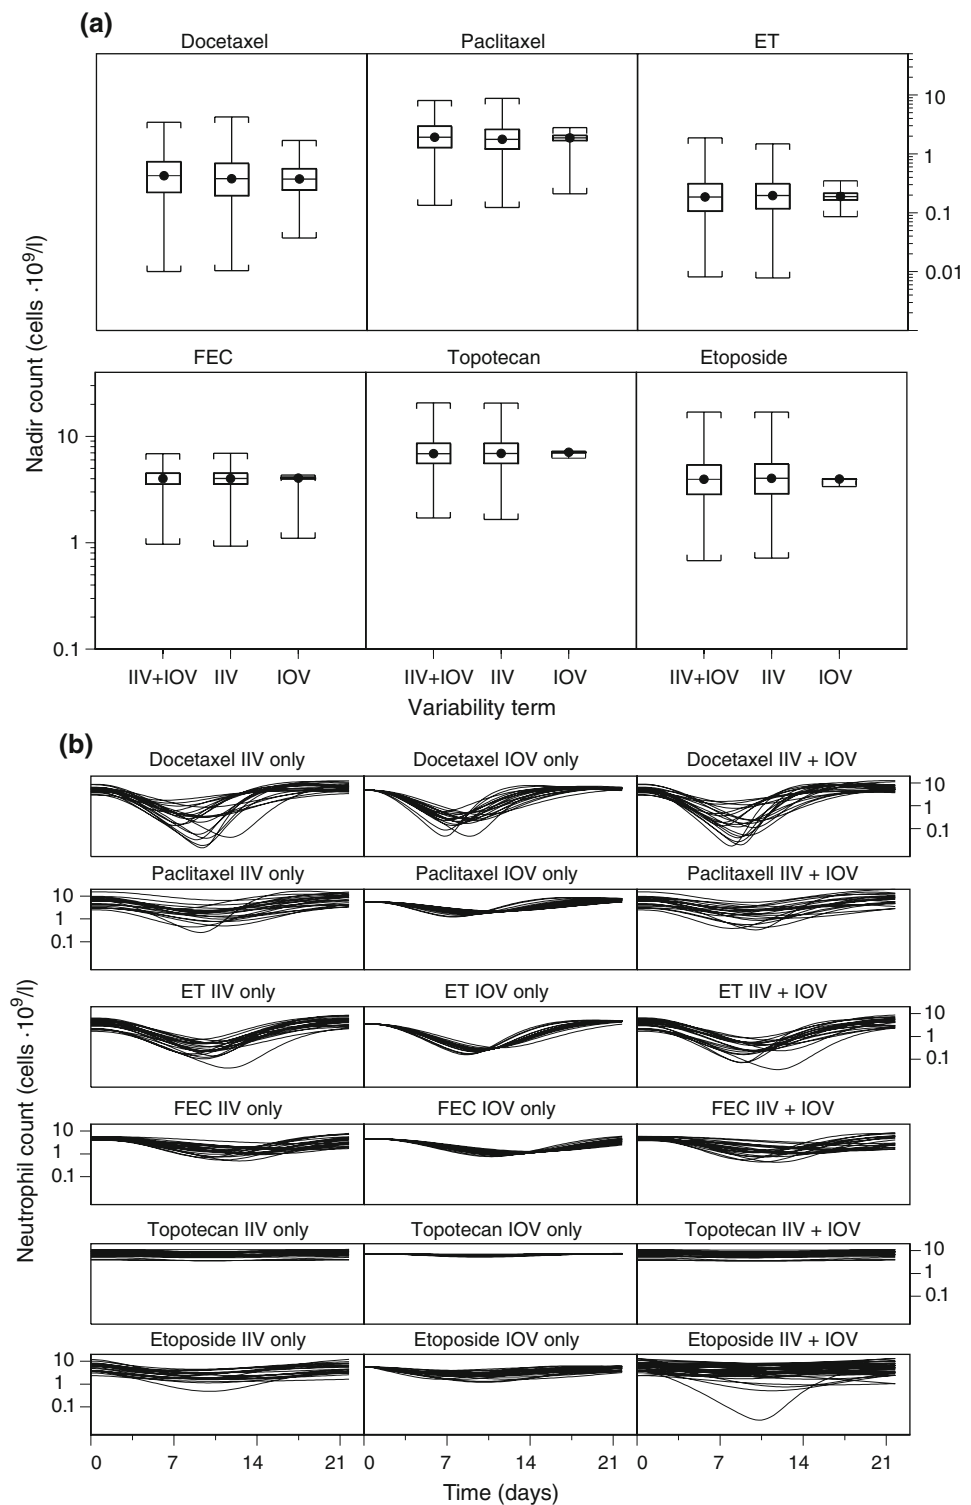 (a)
Docetaxel Paclitaxel ET
10
1
0.1
0.01
Nadir count (cells ·10⁹/l)
FEC Topotecan Etoposide
10
1
0.1
IIV+IOV IIV IOV IIV+IOV IIV IOV IIV+IOV IIV IOV
Variability term
(b)
Docetaxel IIV only Docetaxel IOV only Docetaxel IIV + IOV
10
1
0.1
Paclitaxel IIV only Paclitaxel IOV only Paclitaxell IIV + IOV
10
1
0.1
ET IIV only ET IOV only ET IIV + IOV
10
1
0.1
Neutrophil count (cells ·10⁹/l)
FEC IIV only FEC IOV only FEC IIV + IOV
10
1
0.1
Topotecan IIV only Topotecan IOV only Topotecan IIV + IOV
10
1
0.1
Etoposide IIV only Etoposide IOV only Etoposide IIV + IOV
10
1
0.1
0 7 14 21 0 7 14 21 0 7 14 21
Time (days)